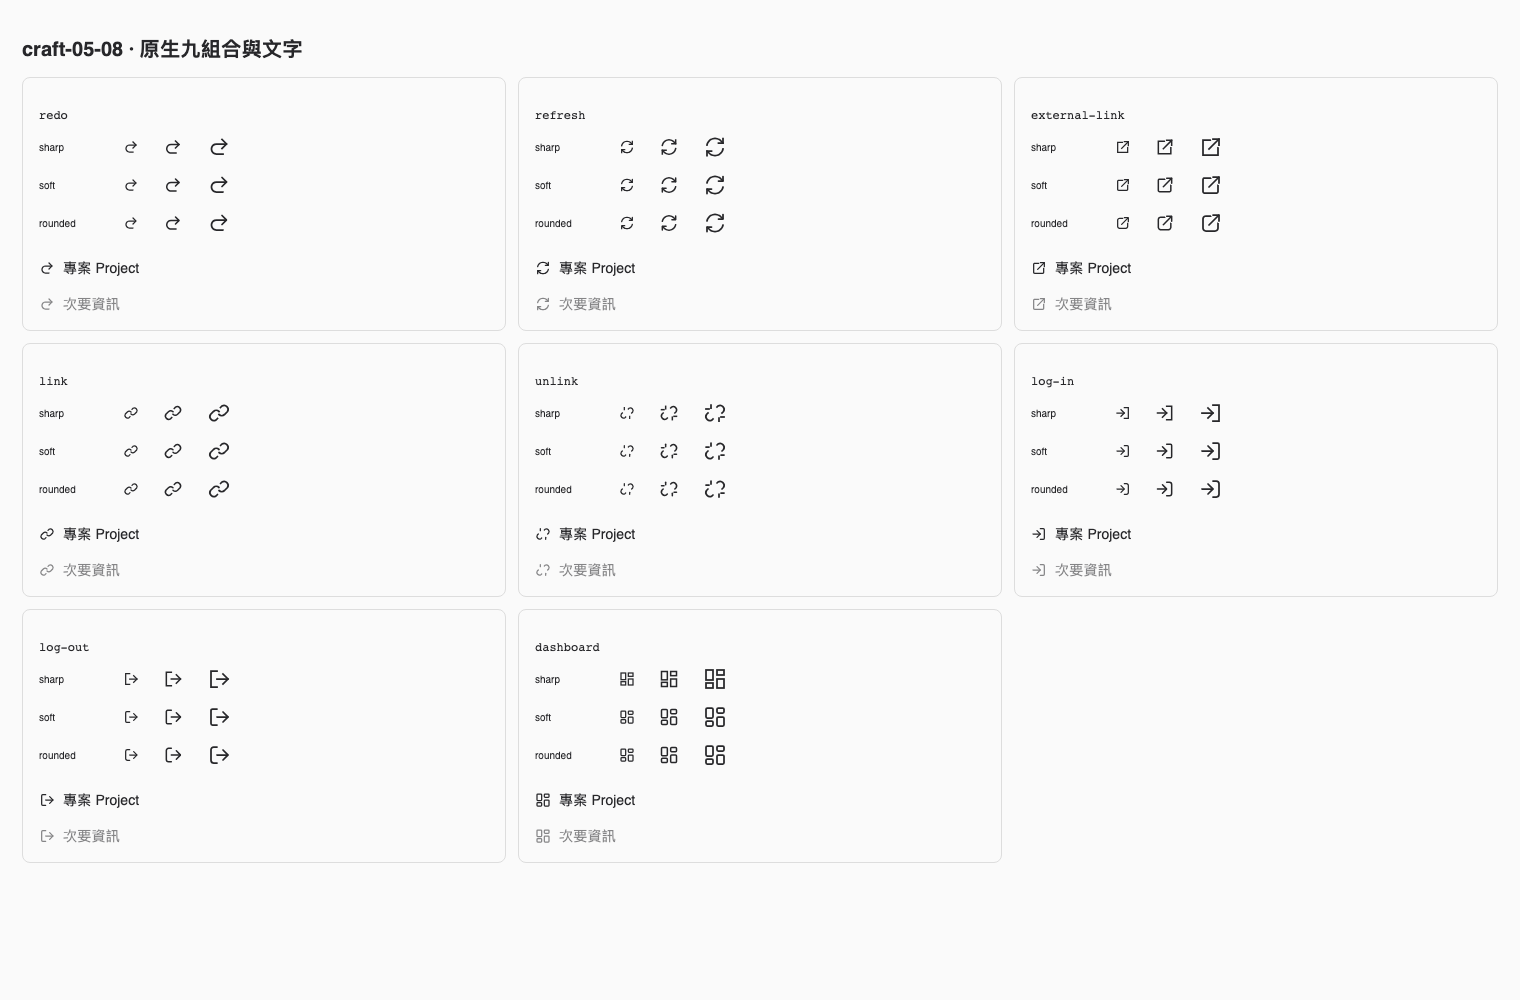 craft-05-08 · 原生九組合與文字
redo
sharp
soft
rounded
專案 Project
次要資訊
refresh
sharp
soft
rounded
專案 Project
次要資訊
external-link
sharp
soft
rounded
專案 Project
次要資訊
link
sharp
soft
rounded
專案 Project
次要資訊
unlink
sharp
soft
rounded
專案 Project
次要資訊
log-in
sharp
soft
rounded
專案 Project
次要資訊
log-out
sharp
soft
rounded
專案 Project
次要資訊
dashboard
sharp
soft
rounded
專案 Project
次要資訊